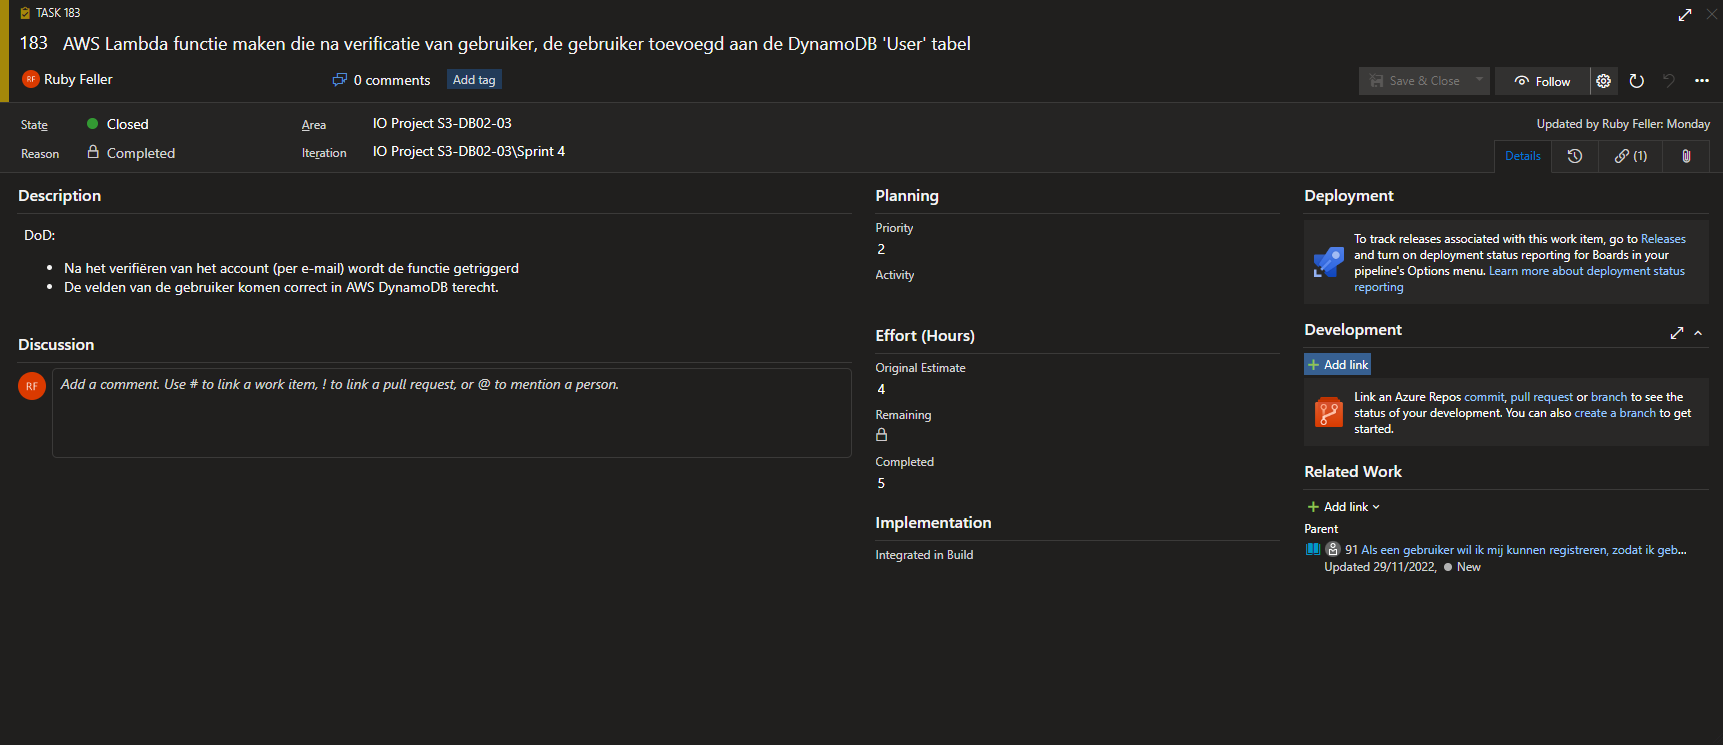 TASK 183
183 AWS Lambda functie maken die na verificatie van gebruiker, de gebruiker toevoegd aan de DynamoDB 'User' tabel
RF Ruby Feller
0 comments
Add tag
Save & Close
Follow
State
Closed
Area
IO Project S3-DB02-03
Updated by Ruby Feller: Monday
Reason
Completed
Iteration
IO Project S3-DB02-03\Sprint 4
Details
(1)
Description
DoD:
• Na het verifiëren van het account (per e-mail) wordt de functie getriggerd
• De velden van de gebruiker komen correct in AWS DynamoDB terecht.
Discussion
RF
Add a comment. Use # to link a work item, ! to link a pull request, or @ to mention a person.
Planning
Priority
2
Activity
Effort (Hours)
Original Estimate
4
Remaining
Completed
5
Implementation
Integrated in Build
Deployment
To track releases associated with this work item, go to Releases
and turn on deployment status reporting for Boards in your
pipeline's Options menu. Learn more about deployment status
reporting
Development
Add link
Link an Azure Repos commit, pull request or branch to see the
status of your development. You can also create a branch to get
started.
Related Work
Add link
Parent
91 Als een gebruiker wil ik mij kunnen registreren, zodat ik geb...
Updated 29/11/2022, New